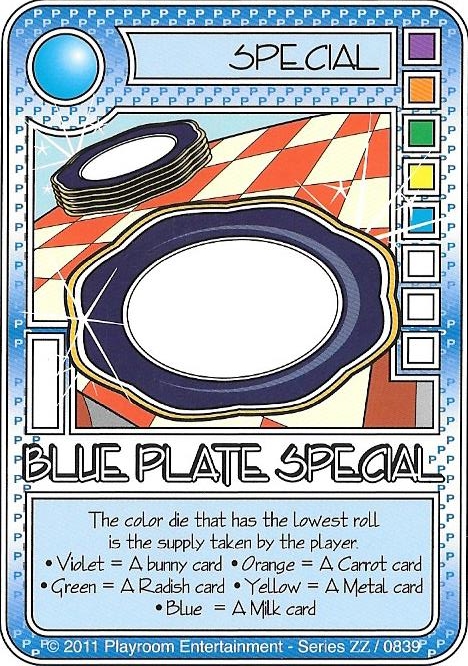 SPECIAL
BLUE PLATE SPECIAL
The color die that has the lowest roll
is the supply taken by the player.
• Violet = A bunny card • Orange = A Carrot card
• Green = A Radish card • Yellow = A Metal card
• Blue = A Milk card
© 2011 Playroom Entertainment - Series ZZ / 0839